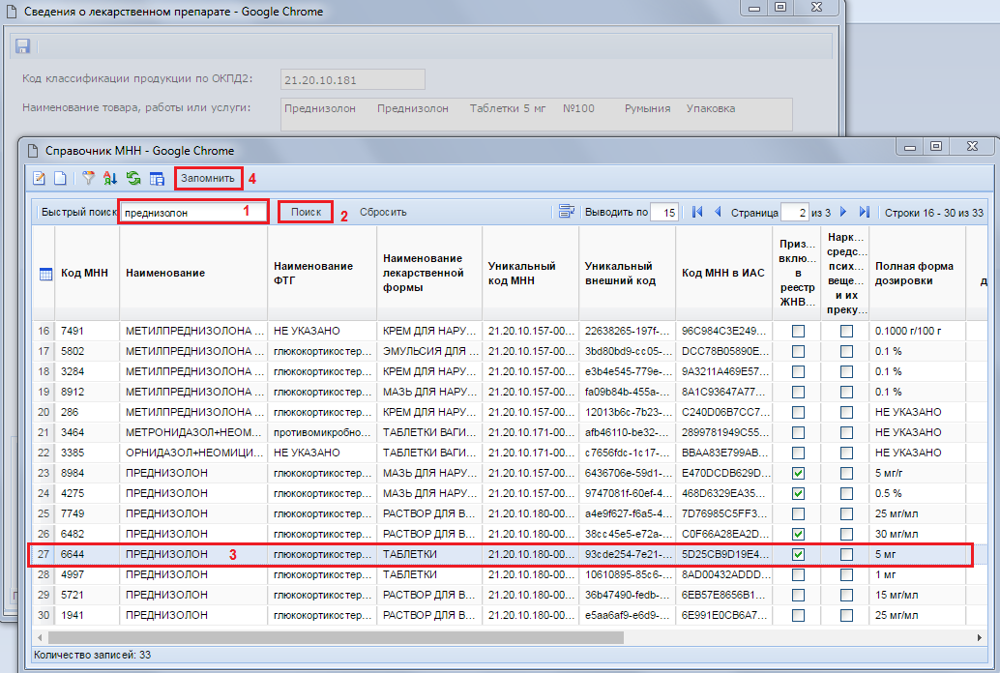 Сведения о лекарственном препарате - Google Chrome
Код классификации продукции по ОКПД2: 21.20.10.181
Наименование товара, работы или услуги: Преднизолон Преднизолон Таблетки 5 мг №100 Румыния Упаковка
Справочник МНН - Google Chrome
Запомнить 4
Быстрый поиск преднизолон 1 Поиск 2 Сбросить Выводить по 15 Страница 2 из 3 Строки 16 - 30 из 33
Код МНН Наименование Наименование ФТГ Наименование лекарственной формы Уникальный код МНН Уникальный внешний код Код МНН в ИАС Приз... вклю... в реестр ЖНВ... Нарк... средс... псих... веще... и их преку... Полная форма дозировки д
16 7491 МЕТИЛПРЕДНИЗОЛОНА ... НЕ УКАЗАНО КРЕМ ДЛЯ НАРУ... 21.20.10.157-00... 22638265-197f-... 96C984C3E249... 0.1000 г/100 г
17 5802 МЕТИЛПРЕДНИЗОЛОНА ... глюкокортикостер... ЭМУЛЬСИЯ ДЛЯ ... 21.20.10.157-00... 3bd80bd9-cc05-... DCC78B05890E... 0.1 %
18 3284 МЕТИЛПРЕДНИЗОЛОНА ... глюкокортикостер... КРЕМ ДЛЯ НАРУ... 21.20.10.157-00... e3b4e545-779e-... 9A3211A469E57... 0.1 %
19 8912 МЕТИЛПРЕДНИЗОЛОНА ... глюкокортикостер... МАЗЬ ДЛЯ НАРУ... 21.20.10.157-00... fa09b84b-455a-... 8A1C93647A77... 0.1 %
20 286 МЕТИЛПРЕДНИЗОЛОНА ... глюкокортикостер... КРЕМ ДЛЯ НАРУ... 21.20.10.157-00... 12013b6c-7b23-... C240D06B7CC7... НЕ УКАЗАНО
21 3464 МЕТРОНИДАЗОЛ+НЕОМ... противомикробно... ТАБЛЕТКИ ВАГИ... 21.20.10.171-00... afb46110-be32-... 2899781949C55... НЕ УКАЗАНО
22 3385 ОРНИДАЗОЛ+НЕОМИЦИ... НЕ УКАЗАНО ТАБЛЕТКИ ВАГИ... 21.20.10.171-00... c7656fdc-1c17-... BBAA83E799AB... НЕ УКАЗАНО
23 8984 ПРЕДНИЗОЛОН глюкокортикостер... МАЗЬ ДЛЯ НАРУ... 21.20.10.157-00... 6436706e-59d1-... E470DCDB629D... 5 мг/г
24 4275 ПРЕДНИЗОЛОН глюкокортикостер... МАЗЬ ДЛЯ НАРУ... 21.20.10.157-00... 9747081f-60ef-4... 468D6329EA35... 0.5 %
25 7749 ПРЕДНИЗОЛОН глюкокортикостер... РАСТВОР ДЛЯ В... 21.20.10.180-00... a4e9f627-f6a5-4... 7D76985C5FF3... 25 мг/мл
26 6482 ПРЕДНИЗОЛОН глюкокортикостер... РАСТВОР ДЛЯ В... 21.20.10.180-00... 38cc45e5-e72a-... C0F66A28EA2D... 30 мг/мл
27 6644 ПРЕДНИЗОЛОН 3 глюкокортикостер... ТАБЛЕТКИ 21.20.10.180-00... 93cde254-7e21-... 5D25CB9D19E4... 5 мг
28 4997 ПРЕДНИЗОЛОН глюкокортикостер... ТАБЛЕТКИ 21.20.10.180-00... 10610895-85c6-... 8AD00432ADDD... 1 мг
29 5721 ПРЕДНИЗОЛОН глюкокортикостер... РАСТВОР ДЛЯ В... 21.20.10.180-00... 36b47490-fedb-... 6EB57E8656B1... 15 мг/мл
30 1941 ПРЕДНИЗОЛОН глюкокортикостер... РАСТВОР ДЛЯ В... 21.20.10.180-00... e5aa6af9-e6d9-... 6E991E0CB6A7... 25 мг/мл
Количество записей: 33